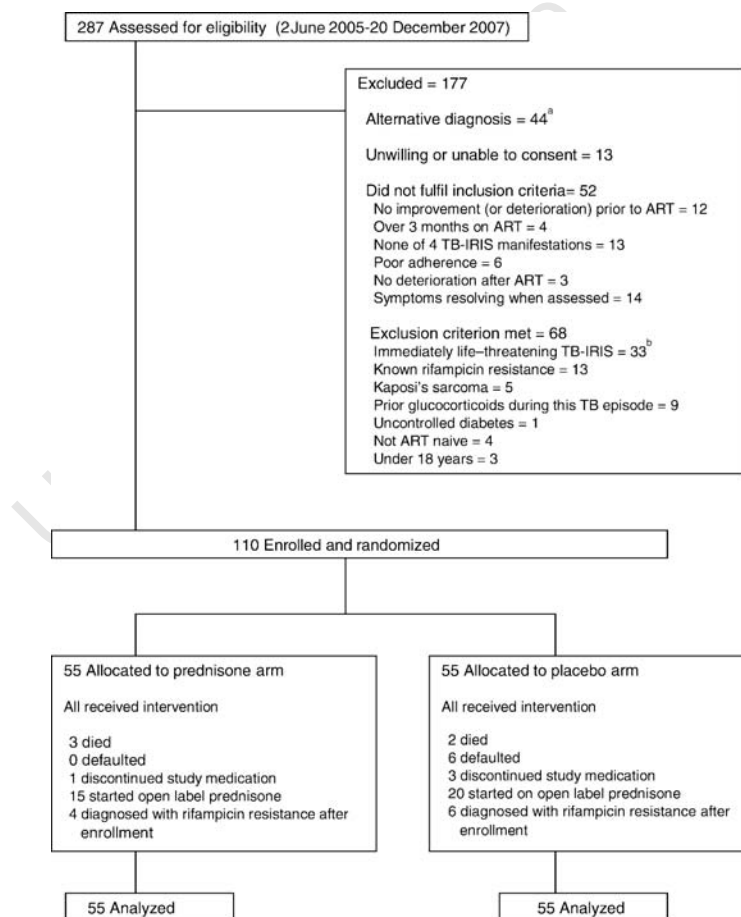 287 Assessed for eligibility (2June 2005-20 December 2007)
Excluded = 177
Alternative diagnosis = 44a
Unwilling or unable to consent = 13
Did not fulfil inclusion criteria= 52
No improvement (or deterioration) prior to ART = 12
Over 3 months on ART = 4
None of 4 TB-IRIS manifestations = 13
Poor adherence = 6
No deterioration after ART = 3
Symptoms resolving when assessed = 14
Exclusion criterion met = 68
Immediately life–threatening TB-IRIS = 33b
Known rifampicin resistance = 13
Kaposi's sarcoma = 5
Prior glucocorticoids during this TB episode = 9
Uncontrolled diabetes = 1
Not ART naive = 4
Under 18 years = 3
110 Enrolled and randomized
55 Allocated to prednisone arm
All received intervention
3 died
0 defaulted
1 discontinued study medication
15 started open label prednisone
4 diagnosed with rifampicin resistance after
enrollment
55 Analyzed
55 Allocated to placebo arm
All received intervention
2 died
6 defaulted
3 discontinued study medication
20 started on open label prednisone
6 diagnosed with rifampicin resistance after
enrollment
55 Analyzed